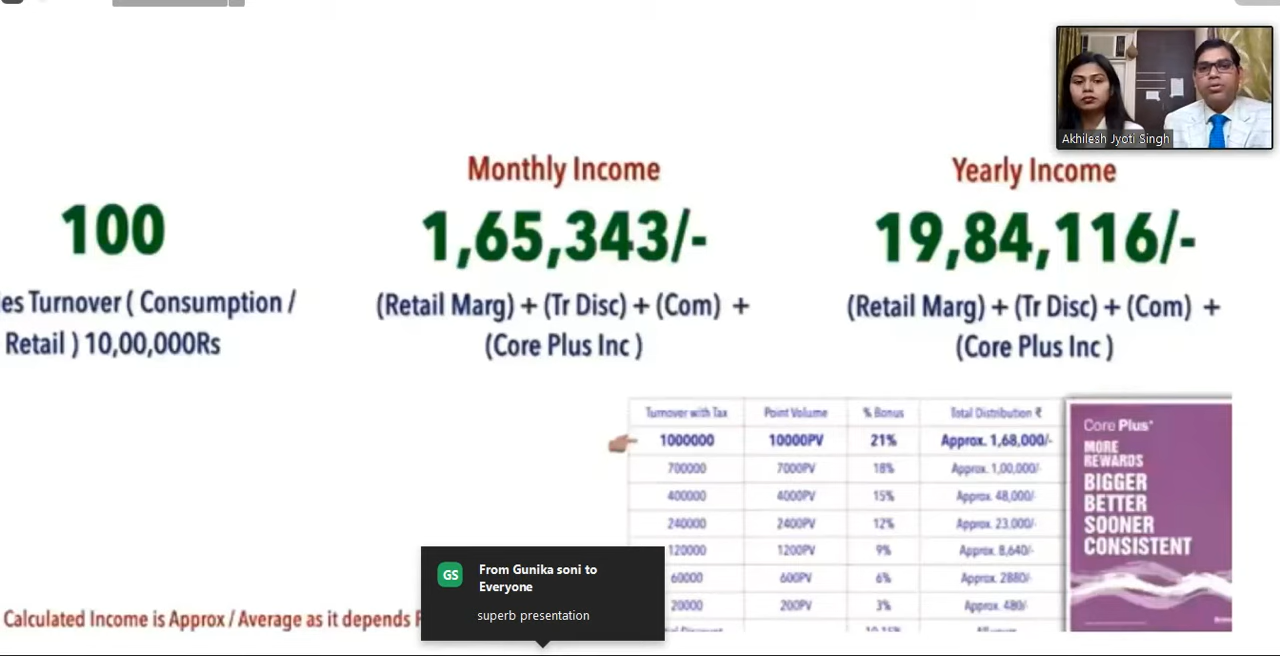 Akhilesh Jyoti Singh
Monthly Income
Yearly Income
100
1,65,343/-
19,84,116/-
es Turnover ( Consumption /
Retail ) 10,00,000Rs
(Retail Marg) + (Tr Disc) + (Com) +
(Core Plus Inc )
(Retail Marg) + (Tr Disc) + (Com) +
(Core Plus Inc )
Turnover with Tax Point Volume % Bonus Total Distribution ₹
1000000 10000PV 21% Approx. 1,68,000/-
700000 7000PV 18% Approx. 1,00,000/-
400000 4000PV 15% Approx. 48,000/-
240000 2400PV 12% Approx. 23,000/-
120000 1200PV 9% Approx. 8,640/-
60000 600PV 6% Approx. 2880/-
20000 200PV 3% Approx. 480/-
Core Plus+
MORE
REWARDS
BIGGER
BETTER
SOONER
CONSISTENT
GS
From Gunika soni to
Everyone
superb presentation
Calculated Income is Approx / Average as it depends